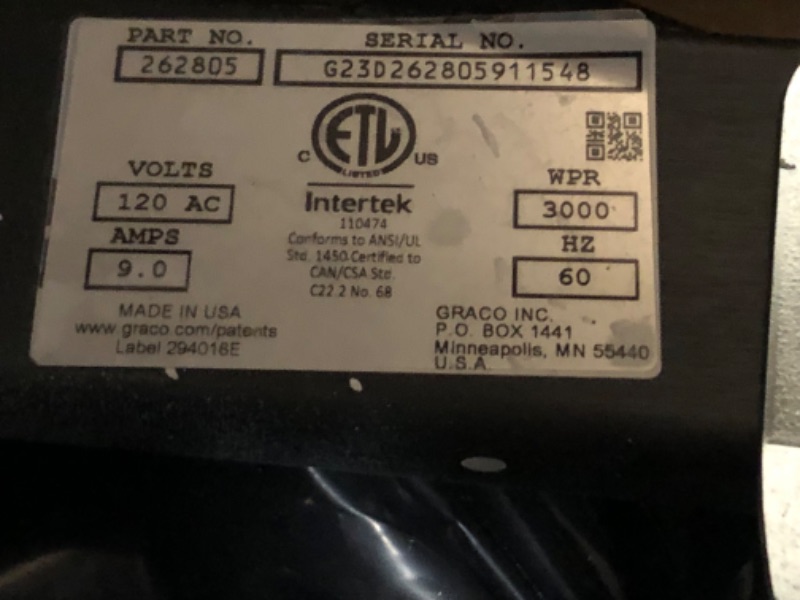 PART NO.
262805
SERIAL NO.
G23D262805911548
C ETL US
LISTED
Intertek
110474
Conforms to ANSI/UL
Std. 1450 Certified to
CAN/CSA Std.
C22.2 No. 68
VOLTS
120 AC
AMPS
9.0
WPR
3000
HZ
60
MADE IN USA
www.graco.com/patents
Label 294016E
GRACO INC.
P.O. BOX 1441
Minneapolis, MN 55440
U.S.A.